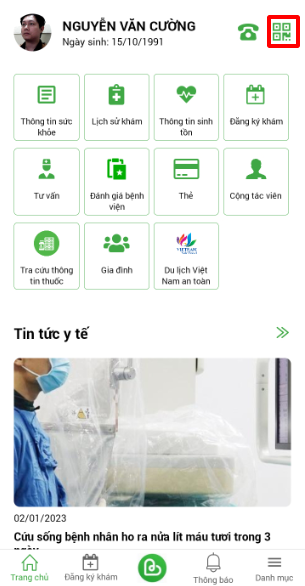 NGUYỄN VĂN CƯỜNG
Ngày sinh: 15/10/1991
Thông tin sức
khỏe
Lịch sử khám
Thông tin sinh
tồn
Đăng ký khám
Tư vấn
Đánh giá bệnh
viện
Thẻ
Cộng tác viên
Tra cứu thông
tin thuốc
Gia đình
Du lịch Việt
Nam an toàn
Tin tức y tế
02/01/2023
Cứu sống bệnh nhân ho ra nửa lít máu tươi trong 3
ngày
Trang chủ
Đăng ký khám
Thông báo
Danh mục